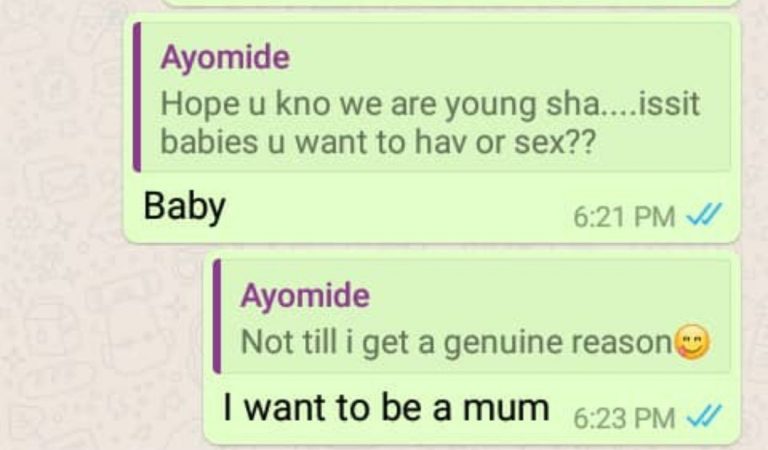 Ayomide
Hope u kno we are young sha....issit
babies u want to hav or sex??
Baby
6:21 PM
Ayomide
Not till i get a genuine reason😋
I want to be a mum
6:23 PM